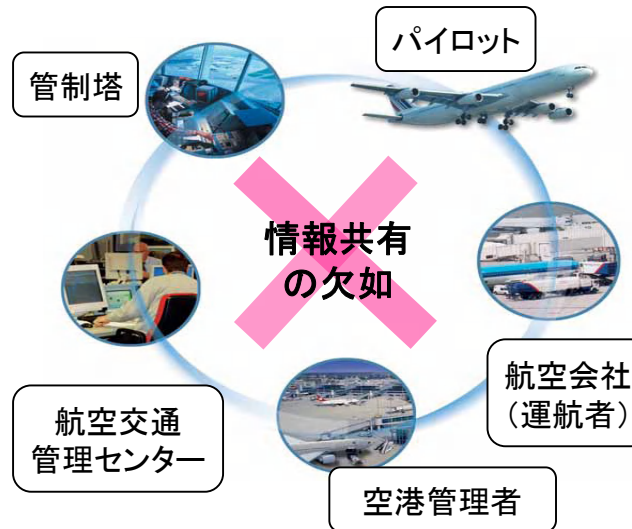 パイロット
管制塔
情報共有
の欠如
航空会社
（運航者）
航空交通
管理センター
空港管理者